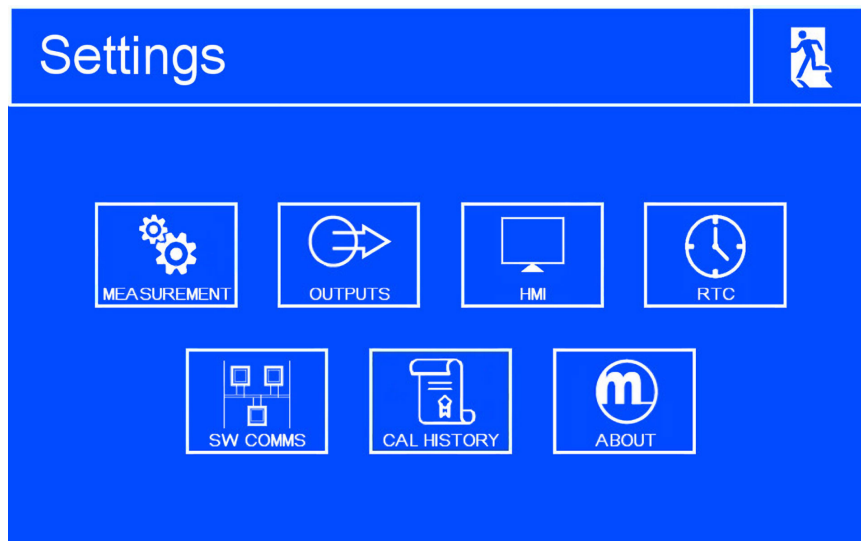 Settings
MEASUREMENT
OUTPUTS
HMI
RTC
SW COMMS
CAL HISTORY
m
ABOUT